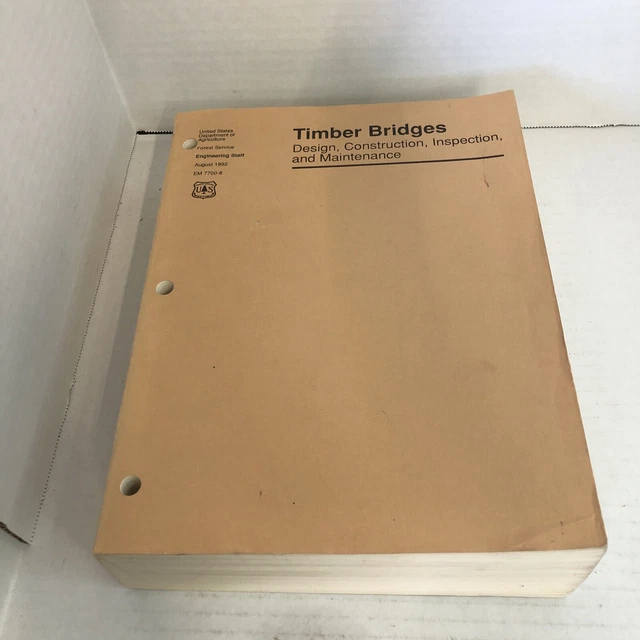 United States
Department of
Agriculture
Forest Service
Engineering Staff
August 1992
EM 7700-8
U S
Timber Bridges
Design, Construction, Inspection,
and Maintenance